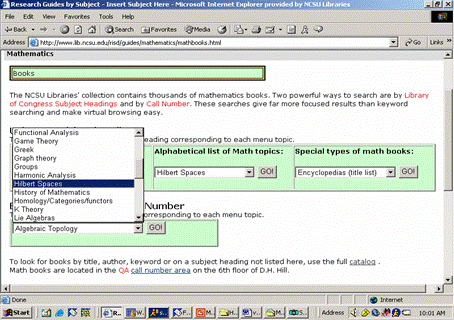 Research Guides by Subject - Insert Subject Here - Microsoft Internet Explorer provided by NCSU Libraries
File Edit View Favorites Tools Help
Back Search Favorites Media
Address http://www.lib.ncsu.edu/risd/guides/mathematics/mathbooks.html Go Links
Mathematics
Books
The NCSU Libraries' collection contains thousands of mathematics books. Two powerful ways to search are by Library
of Congress Subject Headings and by Call Number. These searches give far more focused results than keyword
searching and make virtual browsing easy.
Functional Analysis
Game Theory
Greek
Graph theory
Groups
Harmonic Analysis
Hilbert Spaces
History of Mathematics
Homology/Categories/functors
K Theory
Lie Algebras
eading corresponding to each menu topic.
Alphabetical list of Math topics: Special types of math books:
Hilbert Spaces GO! Encyclopedias (title list) GO!
Number
corresponding to each menu topic.
Algebraic Topology GO!
To look for books by title, author, keyword or on a subject heading not listed here, use the full catalog .
Math books are located in the QA call number area on the 6th floor of D.H. Hill.
Done Internet
Start Address 10:01 AM